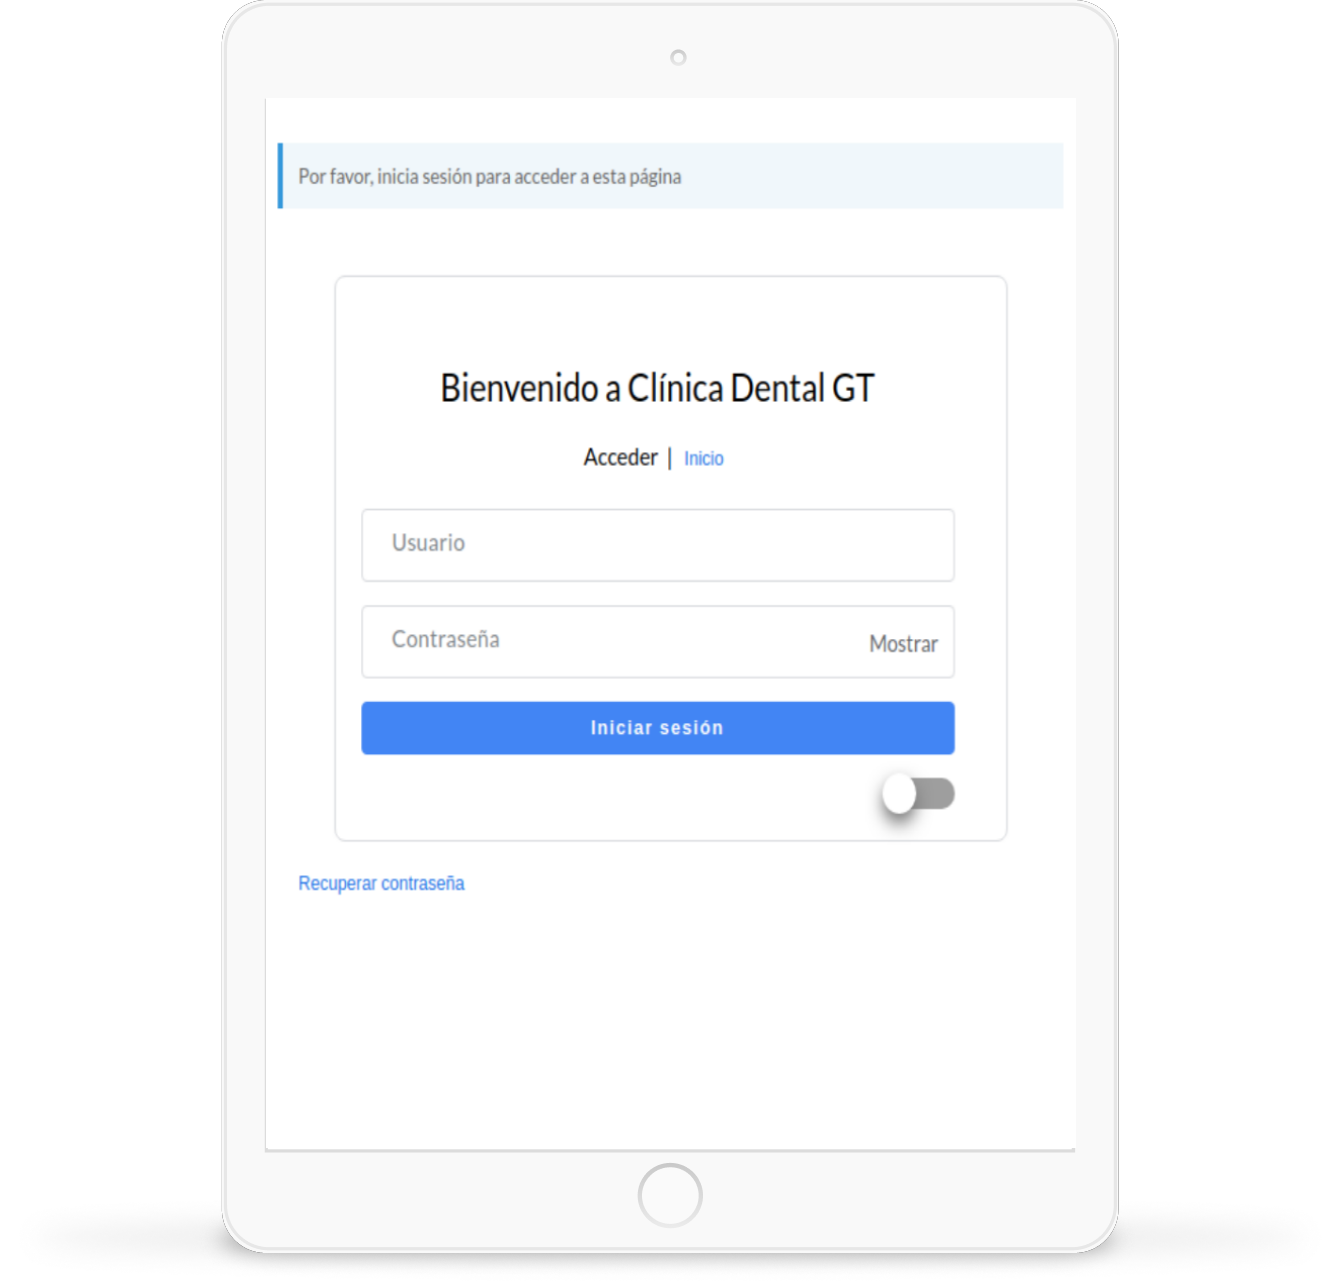 Por favor, inicia sesión para acceder a esta página
Bienvenido a Clínica Dental GT
Acceder | Inicio
Usuario
Contraseña
Mostrar
Iniciar sesión
Recuperar contraseña